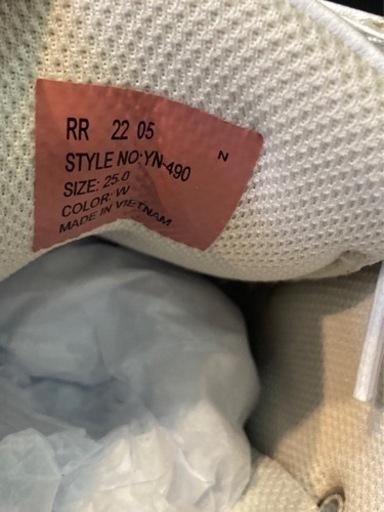 RR 22 05
N
STYLE NO:YN-490
SIZE: 25.0
COLOR: W
MADE IN VIETNAM